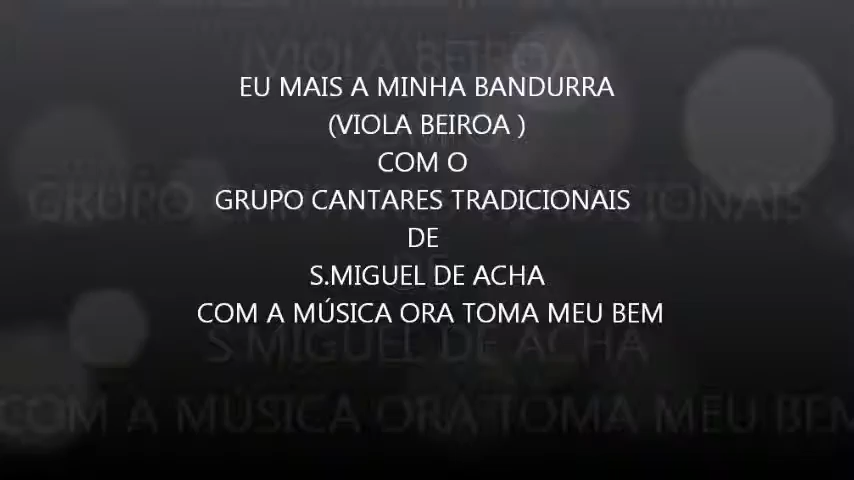 EU MAIS A MINHA BANDURRA
(VIOLA BEIROA )
COM O
GRUPO CANTARES TRADICIONAIS
DE
S.MIGUEL DE ACHA
COM A MÚSICA ORA TOMA MEU BEM